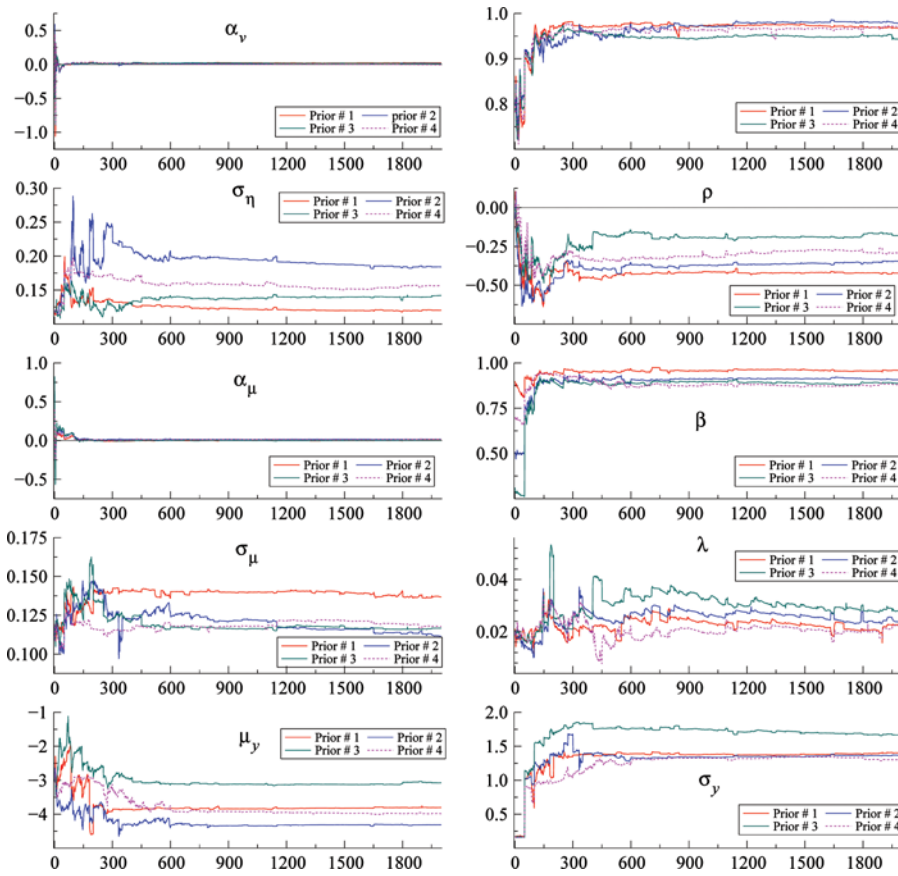 α_v
0.5
0.0
−0.5
−1.0
Prior # 1 prior # 2
Prior # 3 Prior # 4
0 300 600 900 1200 1500 1800
1.0
0.9
0.8
Prior # 1 Prior # 2
Prior # 3 Prior # 4
0 300 600 900 1200 1500 1800
σ_η
0.30
0.25
0.20
0.15
Prior # 1 Prior # 2
Prior # 3 Prior # 4
0 300 600 900 1200 1500 1800
ρ
0.00
−0.25
−0.50
Prior # 1 Prior # 2
Prior # 3 Prior # 4
0 300 600 900 1200 1500 1800
α_μ
1.0
0.5
0.0
−0.5
Prior # 1 Prior # 2
Prior # 3 Prior # 4
0 300 600 900 1200 1500 1800
1.00
0.75
0.50
β
Prior # 1 Prior # 2
Prior # 3 Prior # 4
0 300 600 900 1200 1500 1800
σ_μ
0.175
0.150
0.125
0.100
Prior # 1 Prior # 2
Prior # 3 Prior # 4
0 300 600 900 1200 1500 1800
λ
0.04
0.02
Prior # 1 Prior # 2
Prior # 3 Prior # 4
0 300 600 900 1200 1500 1800
−1
−2
−3
−4
μ_y
Prior # 1 Prior # 2
Prior # 3 Prior # 4
0 300 600 900 1200 1500 1800
2.0
1.5
1.0
0.5
σ_y
Prior # 1 Prior # 2
Prior # 3 Prior # 4
0 300 600 900 1200 1500 1800